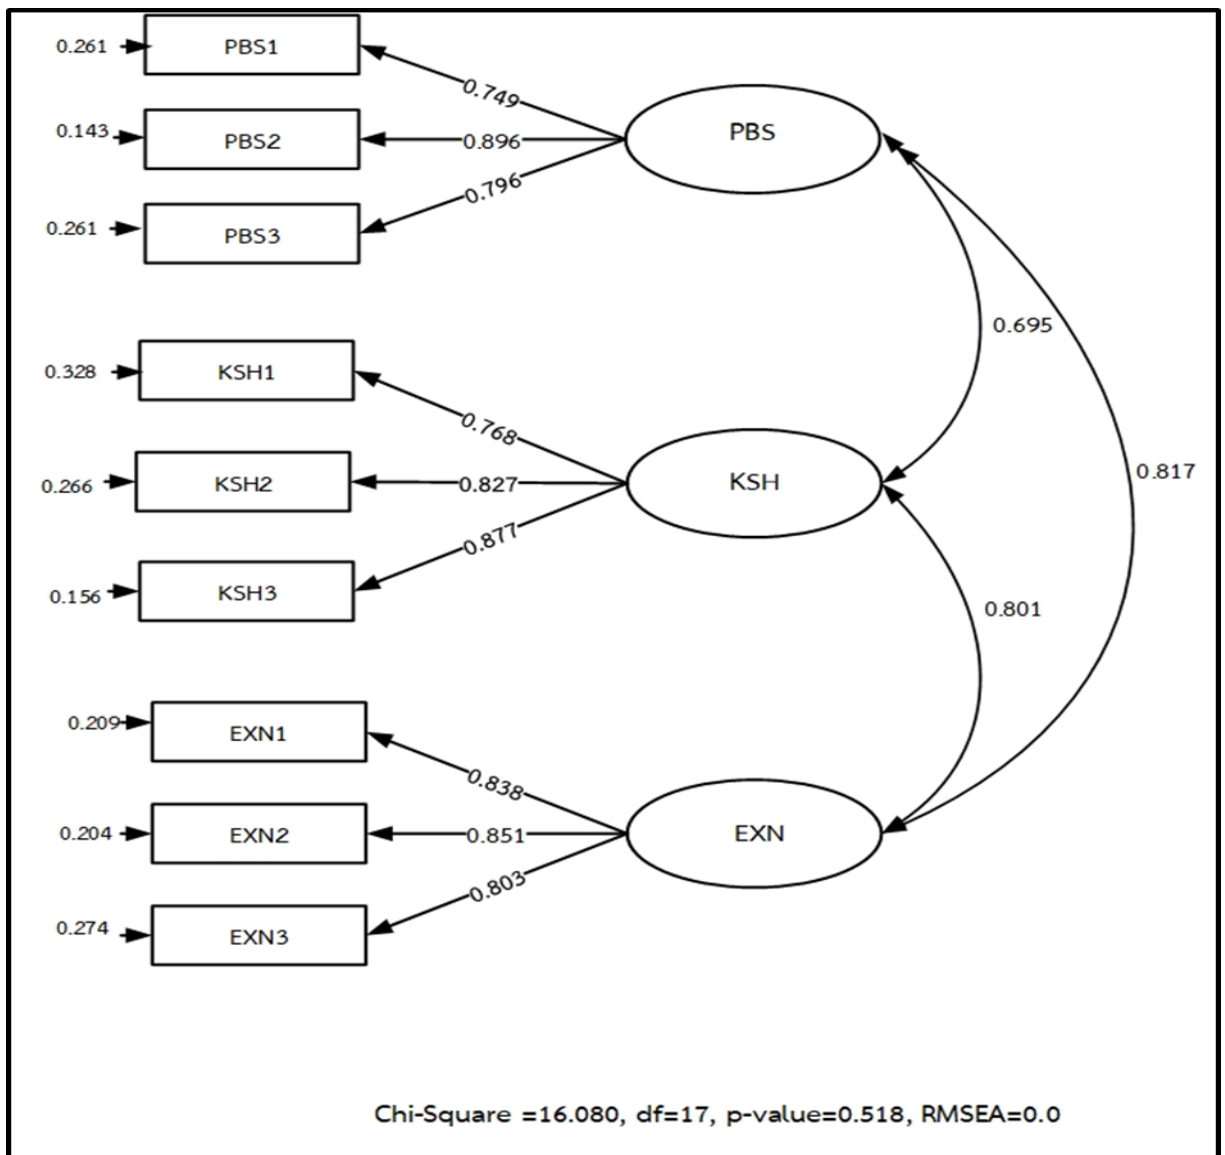 0.261
PBS1
0.749
0.143
PBS2
0.896
PBS
0.261
PBS3
0.796
0.695
0.328
KSH1
0.768
0.266
KSH2
0.827
KSH
0.817
0.156
KSH3
0.877
0.801
0.209
EXN1
0.838
0.204
EXN2
0.851
EXN
0.274
EXN3
0.803
Chi-Square =16.080, df=17, p-value=0.518, RMSEA=0.0